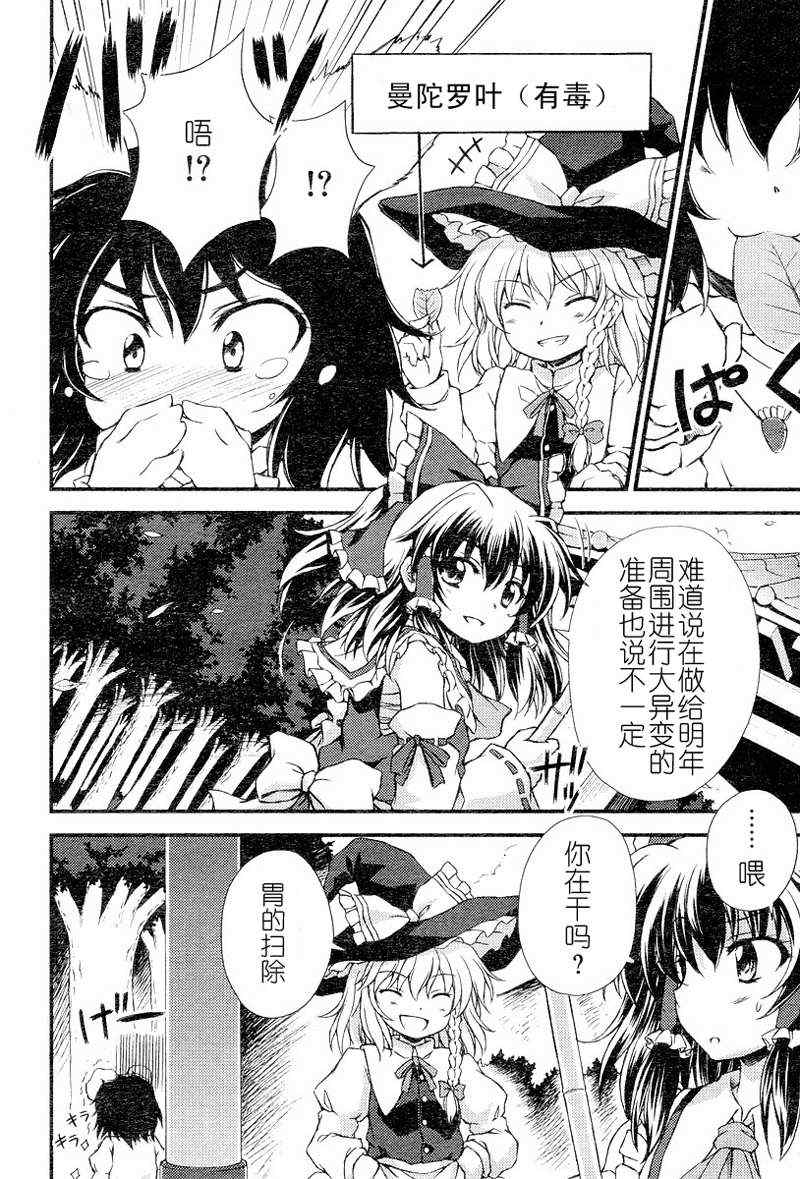 ぱく
曼陀罗叶（有毒）
!?
唔
!?
难道说在做给明年
周围进行大异变的
准备也说不一定
……喂
你在干吗？
胃的扫除
げー
キラ
キラ